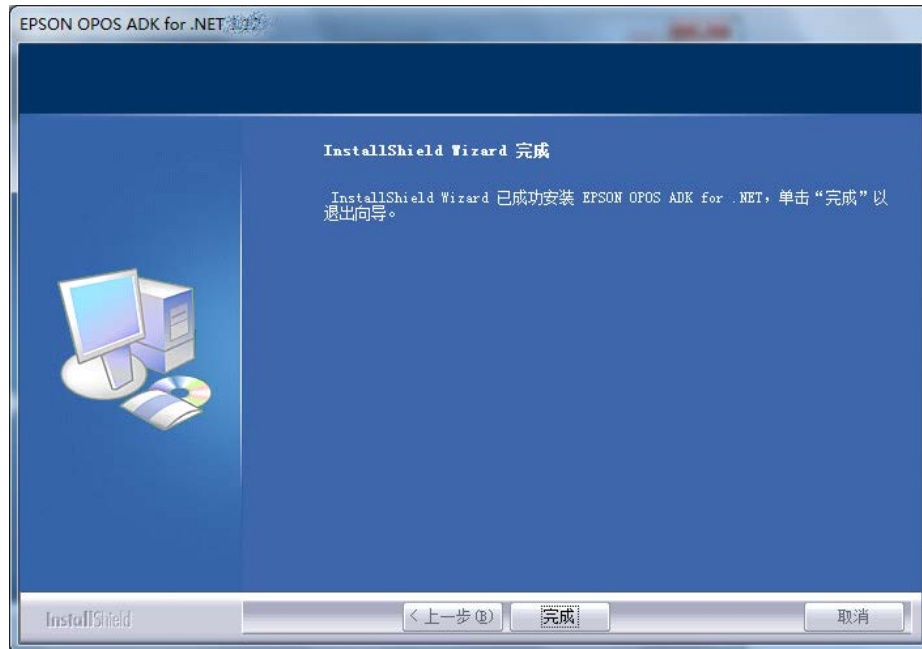 EPSON OPOS ADK for .NET
InstallShield Wizard 完成
InstallShield Wizard 已成功安装 EPSON OPOS ADK for .NET，单击“完成”以
退出向导。
InstallShield
< 上一步(B)
完成
取消